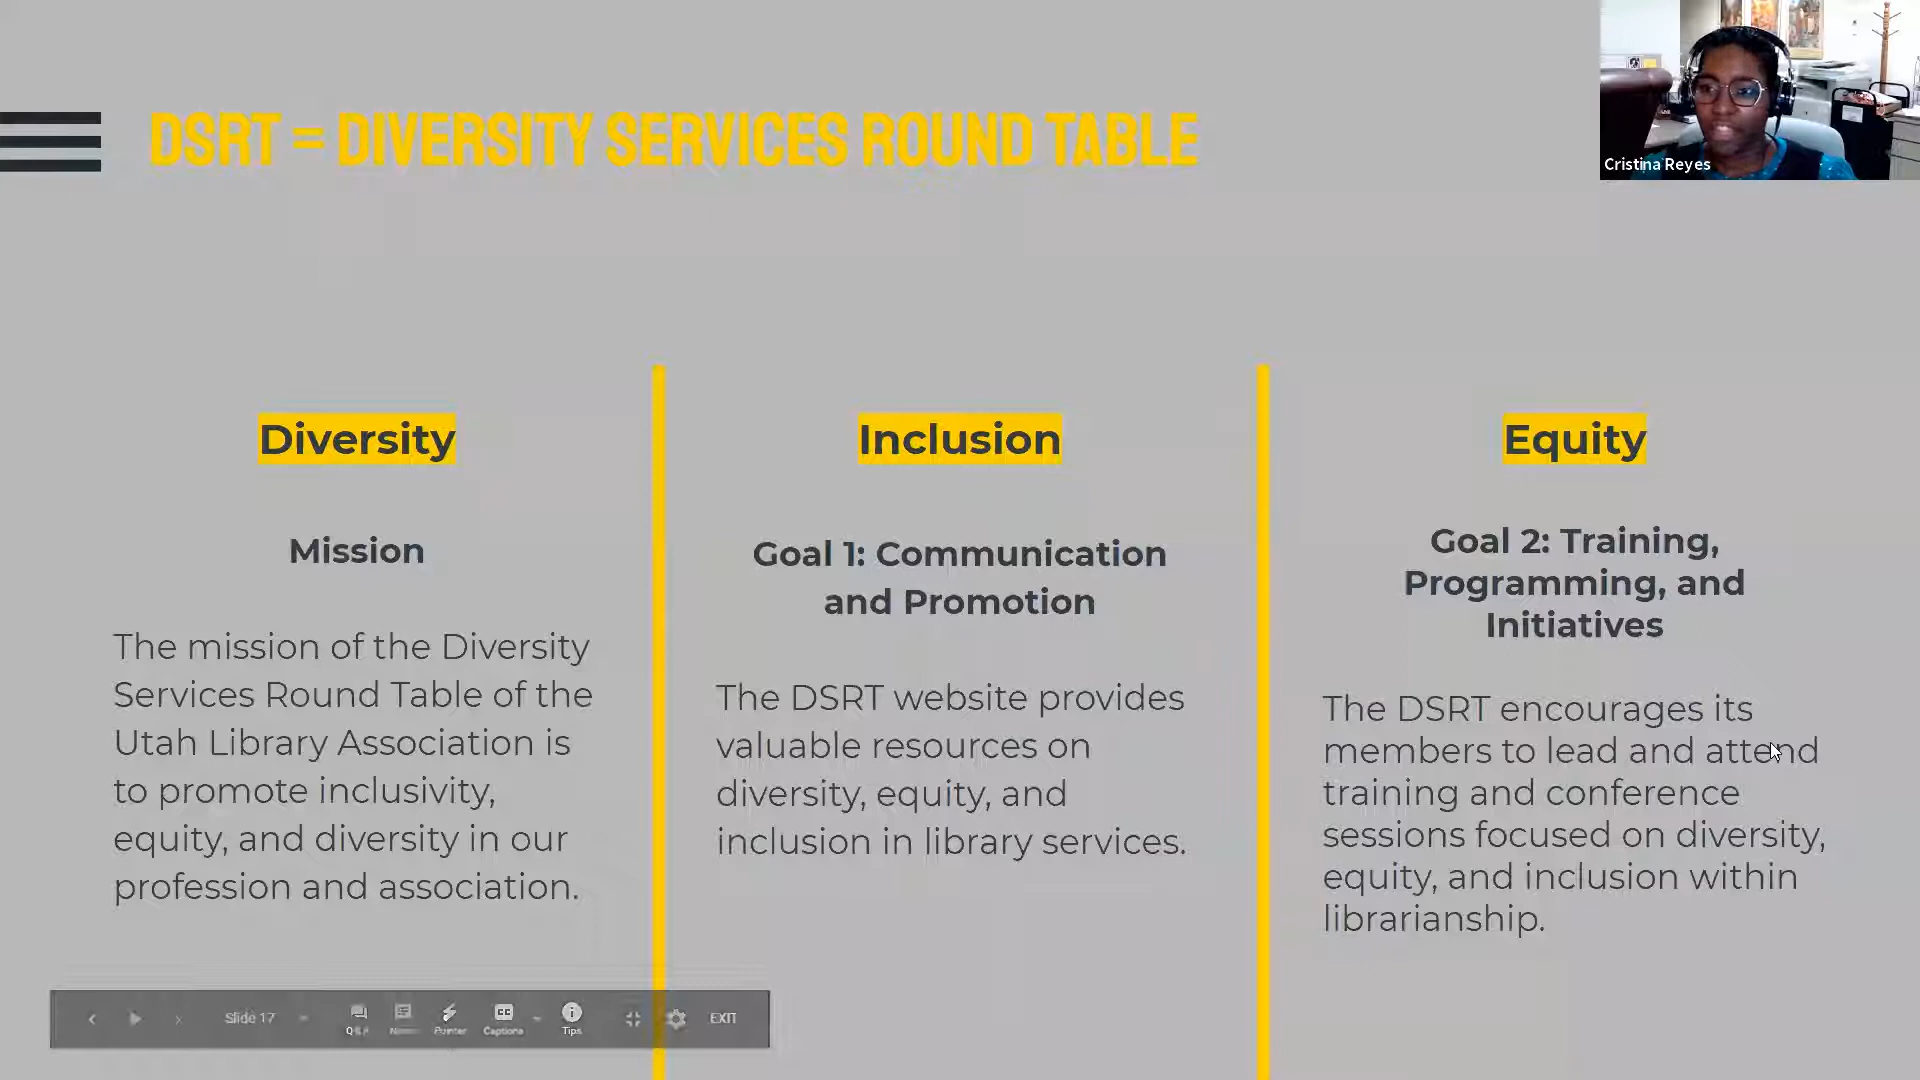 DSRT = DIVERSITY SERVICES ROUND TABLE
Cristina Reyes
Diversity
Mission
The mission of the Diversity
Services Round Table of the
Utah Library Association is
to promote inclusivity,
equity, and diversity in our
profession and association.
Inclusion
Goal 1: Communication
and Promotion
The DSRT website provides
valuable resources on
diversity, equity, and
inclusion in library services.
Equity
Goal 2: Training,
Programming, and
Initiatives
The DSRT encourages its
members to lead and attend
training and conference
sessions focused on diversity,
equity, and inclusion within
librarianship.
Slide 17
Pointer
CC
Captions
Tips
EXIT